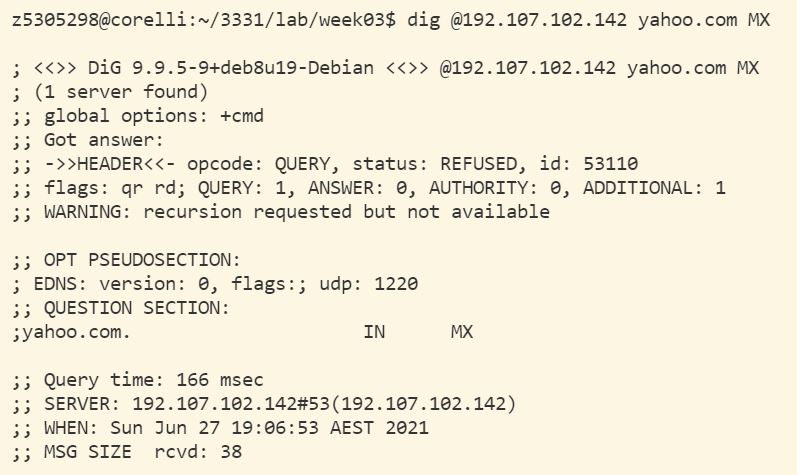 z5305298@corelli:~/3331/lab/week03$ dig @192.107.102.142 yahoo.com MX
; <<>> DiG 9.9.5-9+deb8u19-Debian <<>> @192.107.102.142 yahoo.com MX
; (1 server found)
;; global options: +cmd
;; Got answer:
;; ->>HEADER<<- opcode: QUERY, status: REFUSED, id: 53110
;; flags: qr rd; QUERY: 1, ANSWER: 0, AUTHORITY: 0, ADDITIONAL: 1
;; WARNING: recursion requested but not available
;; OPT PSEUDOSECTION:
; EDNS: version: 0, flags:; udp: 1220
;; QUESTION SECTION:
;yahoo.com. IN MX
;; Query time: 166 msec
;; SERVER: 192.107.102.142#53(192.107.102.142)
;; WHEN: Sun Jun 27 19:06:53 AEST 2021
;; MSG SIZE rcvd: 38